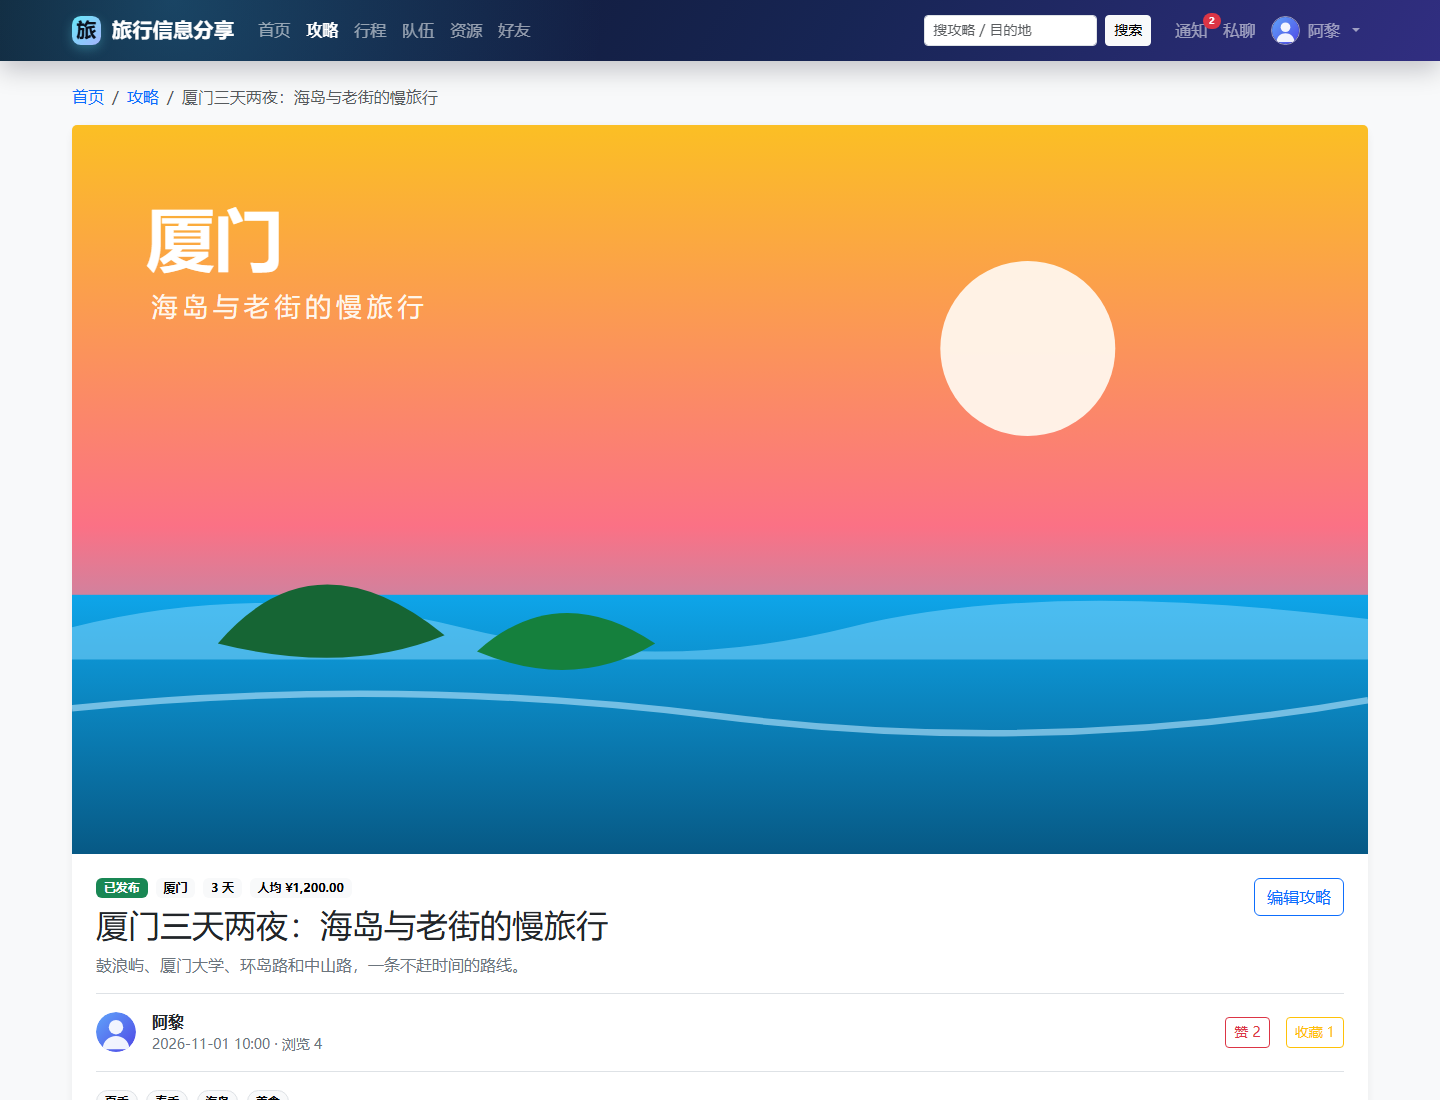 旅 旅行信息分享 首页 攻略 行程 队伍 资源 好友 搜攻略 / 目的地 搜索 通知 2 私聊 阿黎
首页 / 攻略 / 厦门三天两夜：海岛与老街的慢旅行
厦门
海岛与老街的慢旅行
已发布 厦门 3 天 人均 ¥1,200.00 编辑攻略
厦门三天两夜：海岛与老街的慢旅行
鼓浪屿、厦门大学、环岛路和中山路，一条不赶时间的路线。
阿黎
2026-11-01 10:00 · 浏览 4 赞 2 收藏 1